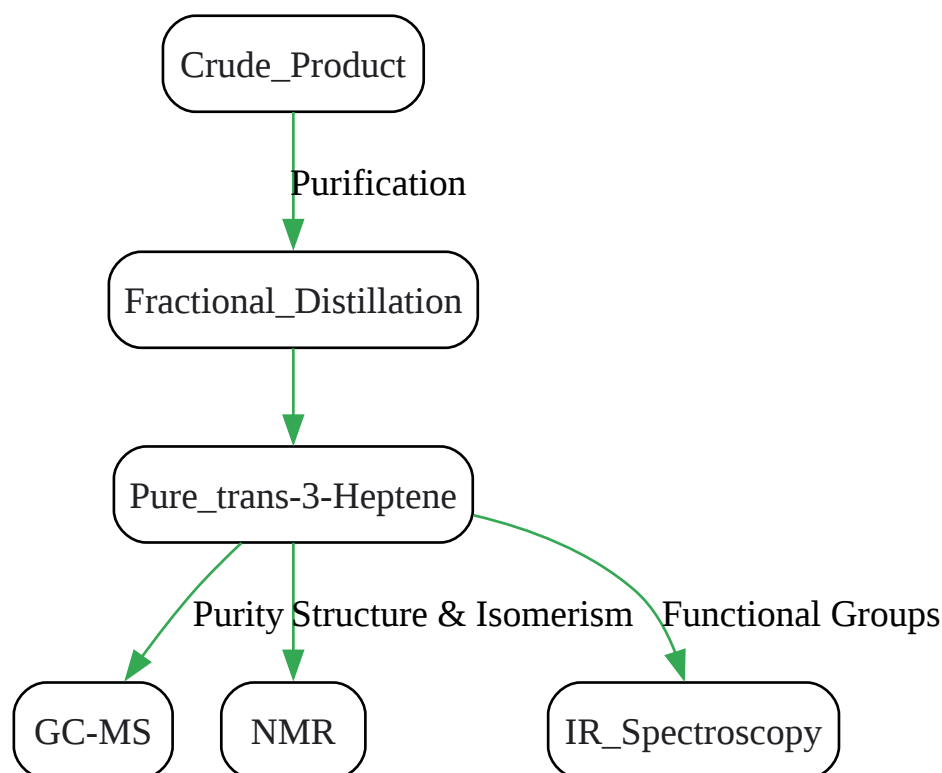 Crude_Product
Purification
Fractional_Distillation
Pure_trans-3-Heptene
Purity
Structure & Isomerism
Functional Groups
GC-MS
NMR
IR_Spectroscopy